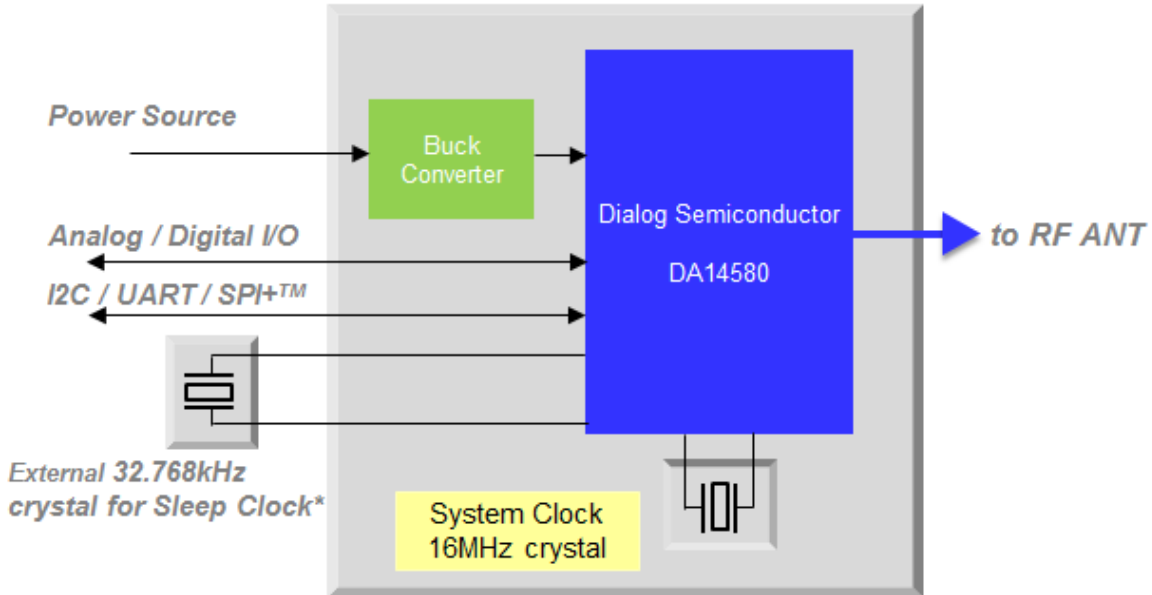 Power Source
Buck
Converter
Dialog Semiconductor
DA14580
Analog / Digital I/O
to RF ANT
I2C / UART / SPI+™
External 32.768kHz
crystal for Sleep Clock*
System Clock
16MHz crystal